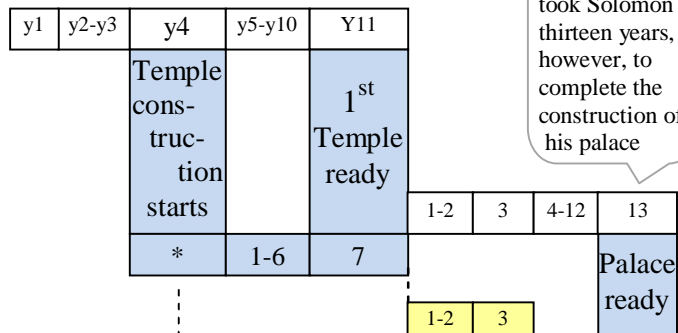 took Solomon
thirteen years,
however, to
complete the
construction of
his palace
y1 y2-y3 y4 y5-y10 Y11
Temple
cons-
truc-
tion
starts
1st
Temple
ready
1-2 3 4-12 13
* 1-6 7
Palace
ready
1-2 3